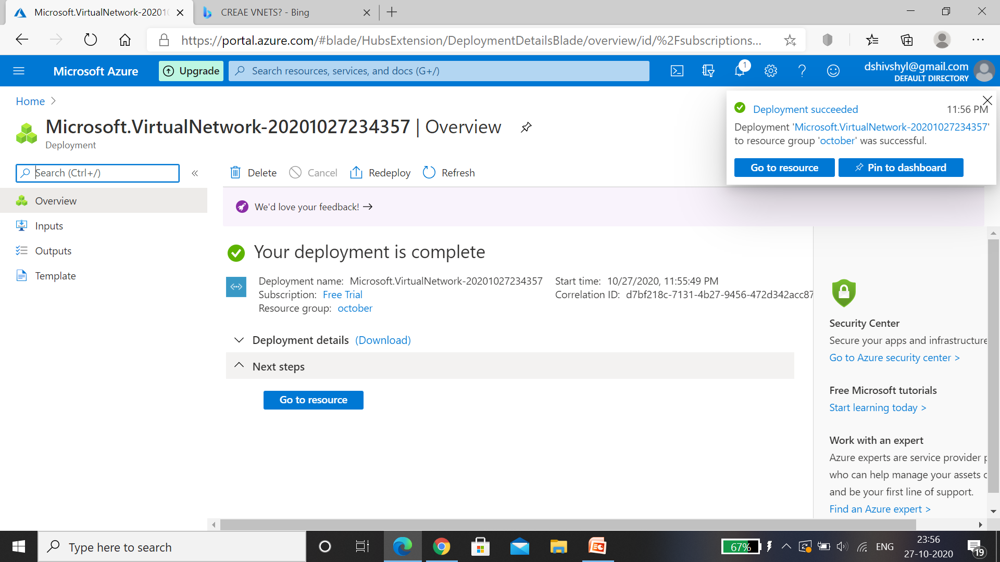 Microsoft.VirtualNetwork-20201
CREAE VNETS? - Bing
https://portal.azure.com/#blade/HubsExtension/DeploymentDetailsBlade/overview/id/%2Fsubscriptions...
Microsoft Azure
Upgrade
Search resources, services, and docs (G+/)
1
dshivshyl@gmail.com
DEFAULT DIRECTORY
Home
Microsoft.VirtualNetwork-20201027234357 | Overview
Deployment
Deployment succeeded
11:56 PM
Deployment 'Microsoft.VirtualNetwork-20201027234357'
to resource group 'october' was successful.
Go to resource
Pin to dashboard
Search (Ctrl+/)
«
Delete
Cancel
Redeploy
Refresh
Overview
Inputs
Outputs
Template
We'd love your feedback! →
Your deployment is complete
Deployment name: Microsoft.VirtualNetwork-20201027234357
Subscription: Free Trial
Resource group: october
Start time: 10/27/2020, 11:55:49 PM
Correlation ID: d7bf218c-7131-4b27-9456-472d342acc87
Deployment details (Download)
Next steps
Go to resource
Security Center
Secure your apps and infrastructure
Go to Azure security center >
Free Microsoft tutorials
Start learning today >
Work with an expert
Azure experts are service provider p
who can help manage your assets c
and be your first line of support.
Find an Azure expert >
Type here to search
67%
ENG
23:56
27-10-2020
19